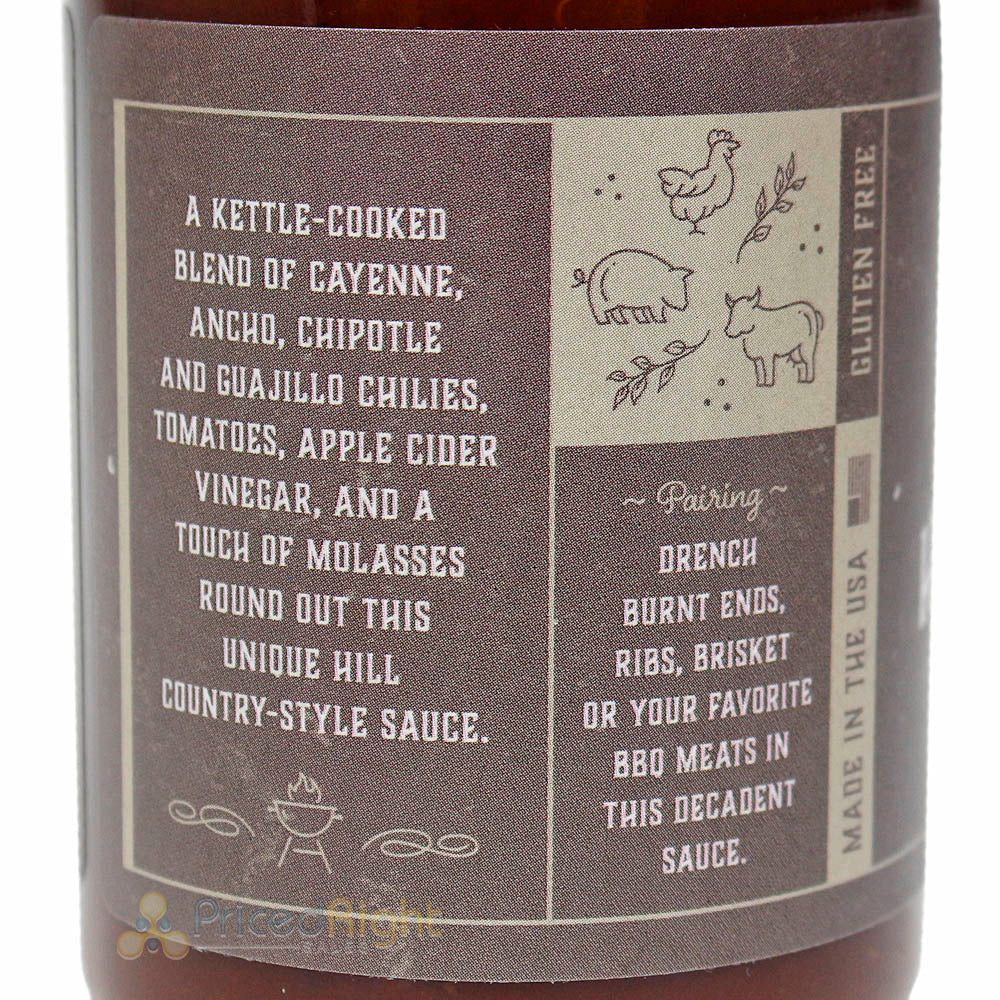 A KETTLE-COOKED
BLEND OF CAYENNE,
ANCHO, CHIPOTLE
AND GUAJILLO CHILIES,
TOMATOES, APPLE CIDER
VINEGAR, AND A
TOUCH OF MOLASSES
ROUND OUT THIS
UNIQUE HILL
COUNTRY-STYLE SAUCE.
~ Pairing ~
DRENCH
BURNT ENDS,
RIBS, BRISKET
OR YOUR FAVORITE
BBQ MEATS IN
THIS DECADENT
SAUCE.
GLUTEN FREE
MADE IN THE USA
PricedRight